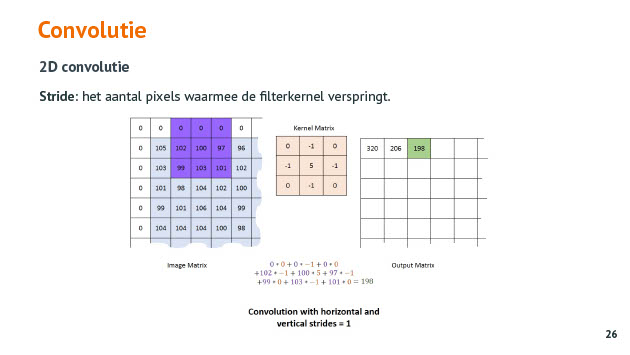 Convolutie
2D convolutie
Stride: het aantal pixels waarmee de filterkernel verspringt.
0 0 0 0 0 0
0 105 102 100 97 96
0 103 99 103 101 102
0 101 98 104 102 100
0 99 101 106 104 99
0 104 104 104 100 98
Image Matrix
Kernel Matrix
0 -1 0
-1 5 -1
0 -1 0
320 206 198
Output Matrix
0 * 0 + 0 * −1 + 0 * 0
+102 * −1 + 100 * 5 + 97 * −1
+99 * 0 + 103 * −1 + 101 * 0 = 198
Convolution with horizontal and
vertical strides = 1
26